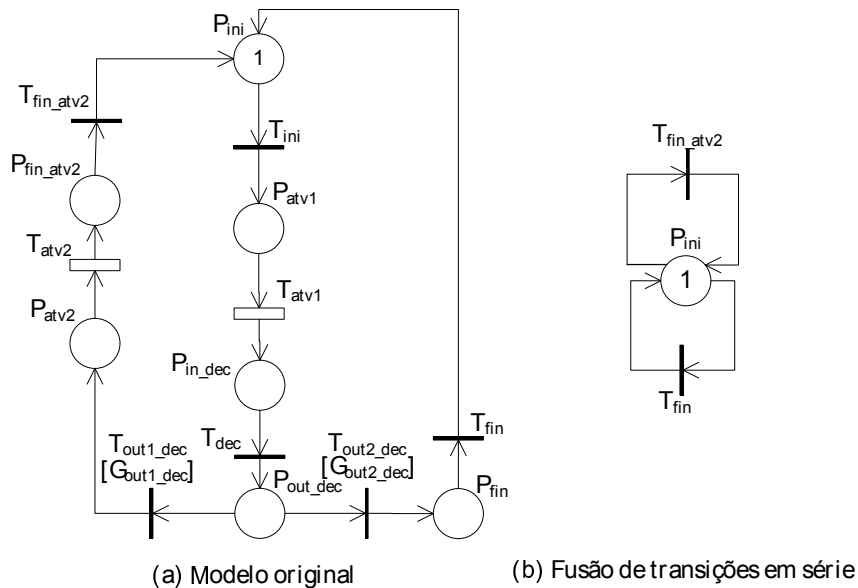 P_ini
1
T_fin_atv2
T_ini
P_fin_atv2
P_atv1
T_atv2
T_atv1
P_atv2
P_in_dec
T_dec
T_fin
T_out1_dec
[G_out1_dec]
T_out2_dec
[G_out2_dec]
P_out_dec
P_fin
(a) Modelo original
T_fin_atv2
P_ini
1
T_fin
(b) Fusão de transições em série